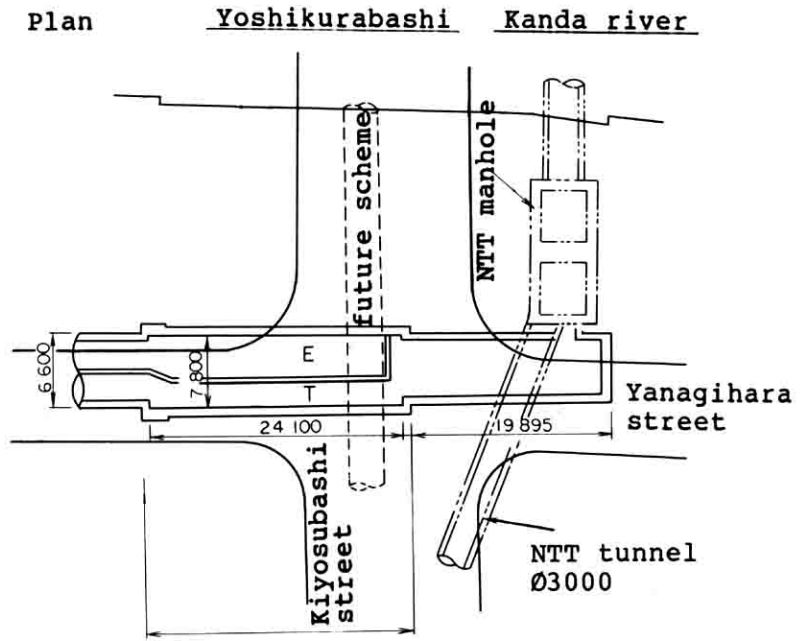 Plan
Yoshikurabashi
Kanda river
future scheme
NTT manhole
6 600
7 800
E
T
24 100
19 895
Yanagihara
street
Kiyosubashi
street
NTT tunnel
Ø3000